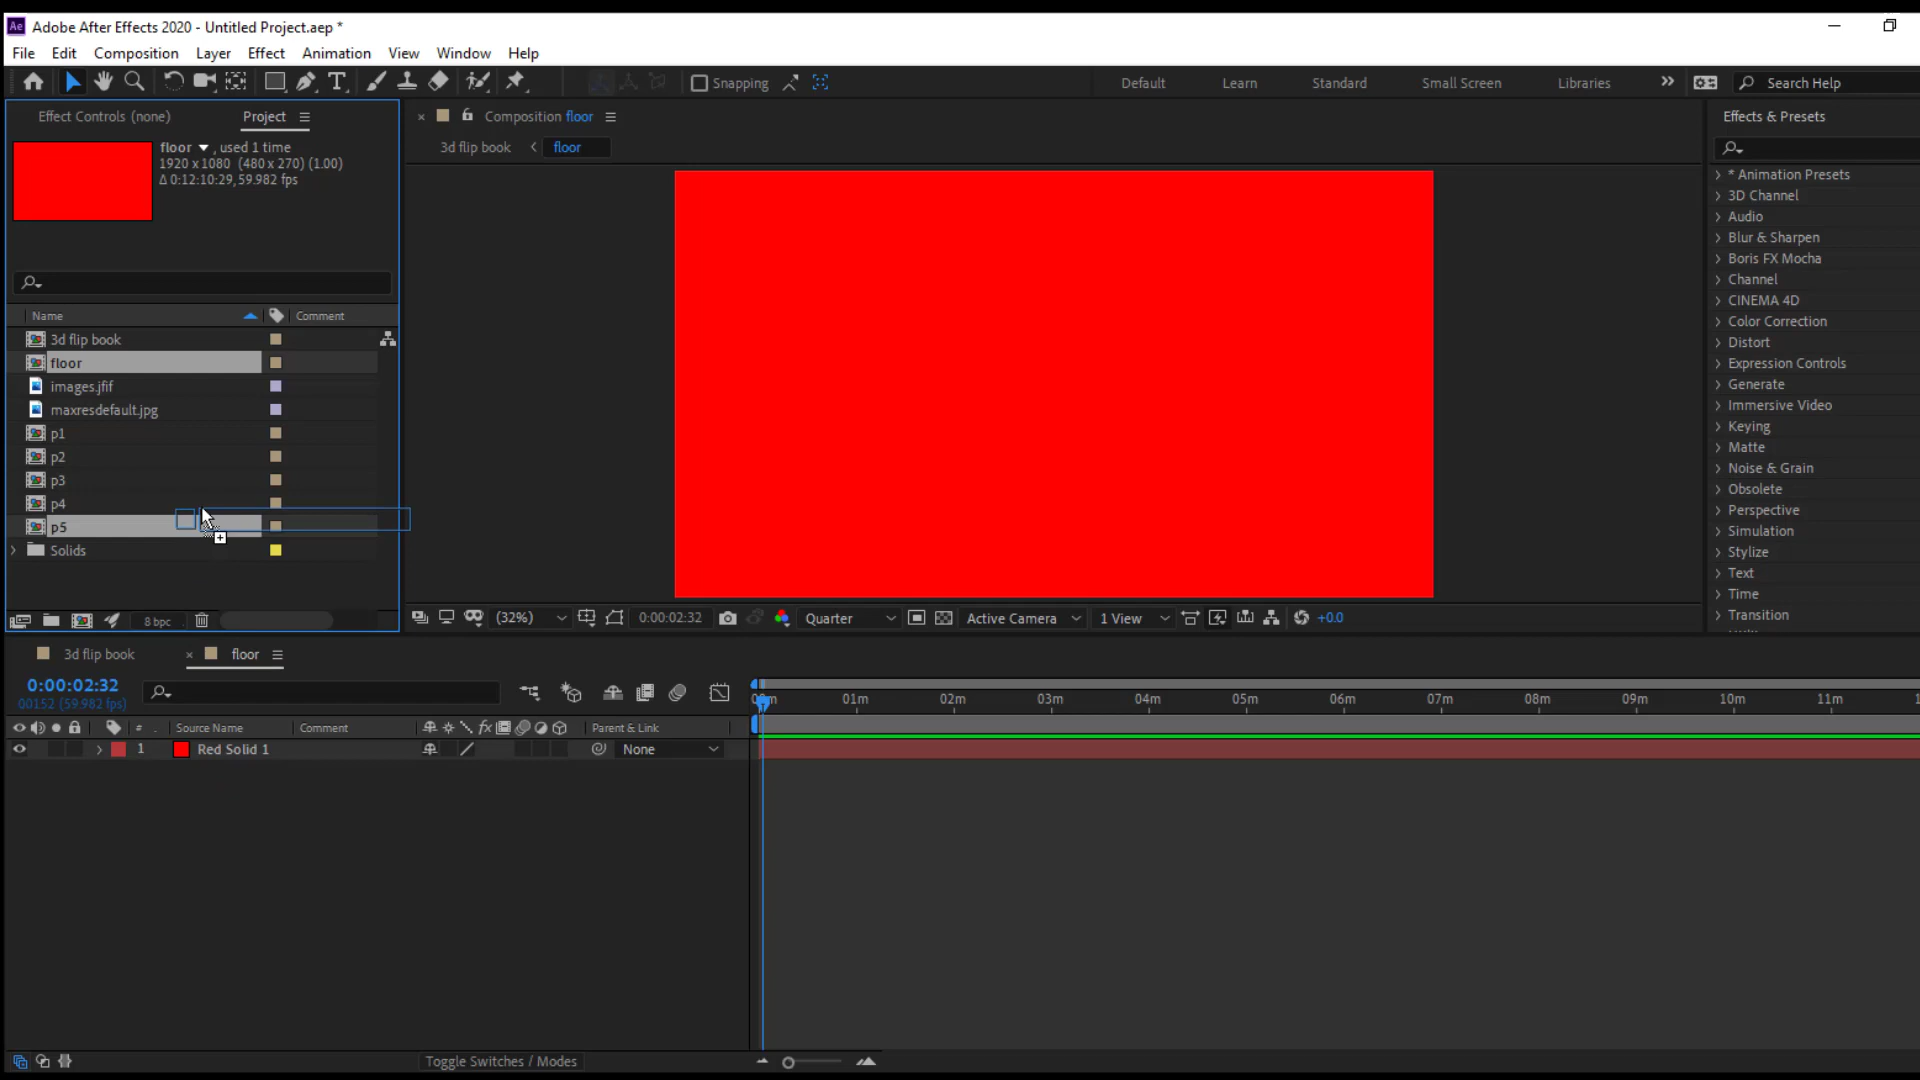 Ae Adobe After Effects 2020 - Untitled Project.aep *
File Edit Composition Layer Effect Animation View Window Help
Snapping Default Learn Standard Small Screen Libraries Search Help
Effect Controls (none) Project
floor , used 1 time
1920 x 1080 (480 x 270) (1.00)
Δ 0:12:10:29, 59.982 fps
Name Comment
3d flip book
floor
images.jfif
maxresdefault.jpg
p1
p2
p3
p4
p5
Solids
8 bpc
Composition floor
3d flip book floor
(32%) 0:00:02:32 Quarter Active Camera 1 View +0.0
Effects & Presets
* Animation Presets
3D Channel
Audio
Blur & Sharpen
Boris FX Mocha
Channel
CINEMA 4D
Color Correction
Distort
Expression Controls
Generate
Immersive Video
Keying
Matte
Noise & Grain
Obsolete
Perspective
Simulation
Stylize
Text
Time
Transition
3d flip book floor
0:00:02:32
00152 (59.982 fps)
01m 02m 03m 04m 05m 06m 07m 08m 09m 10m 11m
# Source Name Comment fx Parent & Link
1 Red Solid 1 None
Toggle Switches / Modes